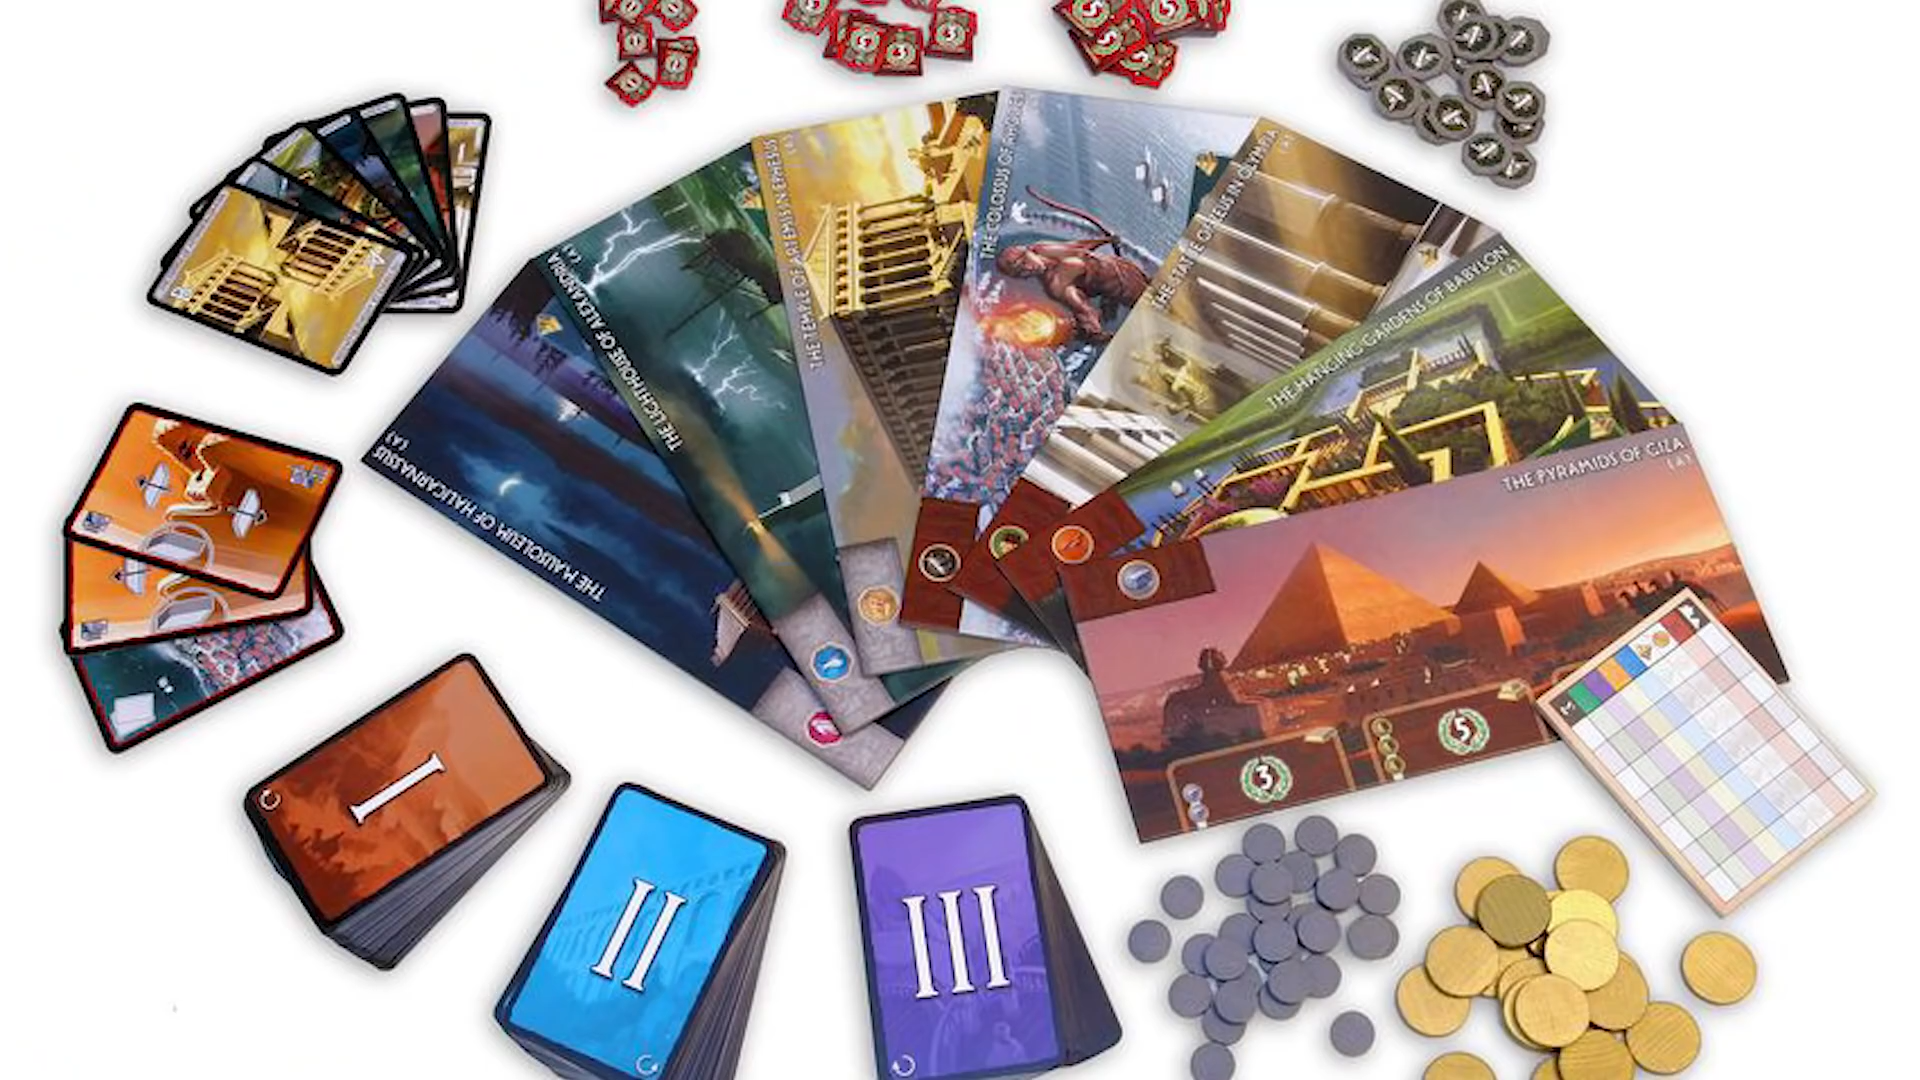 THE MAUSOLEUM OF HALICARNASSUS
(A)
THE LIGHTHOUSE OF ALEXANDRIA
(A)
THE TEMPLE OF ARTEMIS IN EPHESUS
(A)
THE COLOSSUS OF RHODES
THE STATUE OF ZEUS IN OLYMPIA
(A)
THE HANGING GARDENS OF BABYLON
(A)
THE PYRAMIDS OF GIZA
(A)
3
5
I
II
III